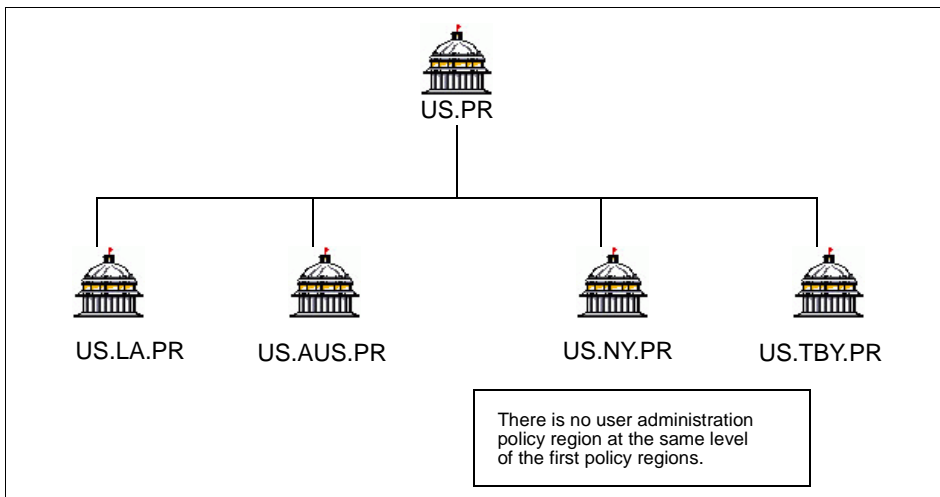 US.PR
US.LA.PR
US.AUS.PR
US.NY.PR
US.TBY.PR
There is no user administration
policy region at the same level
of the first policy regions.